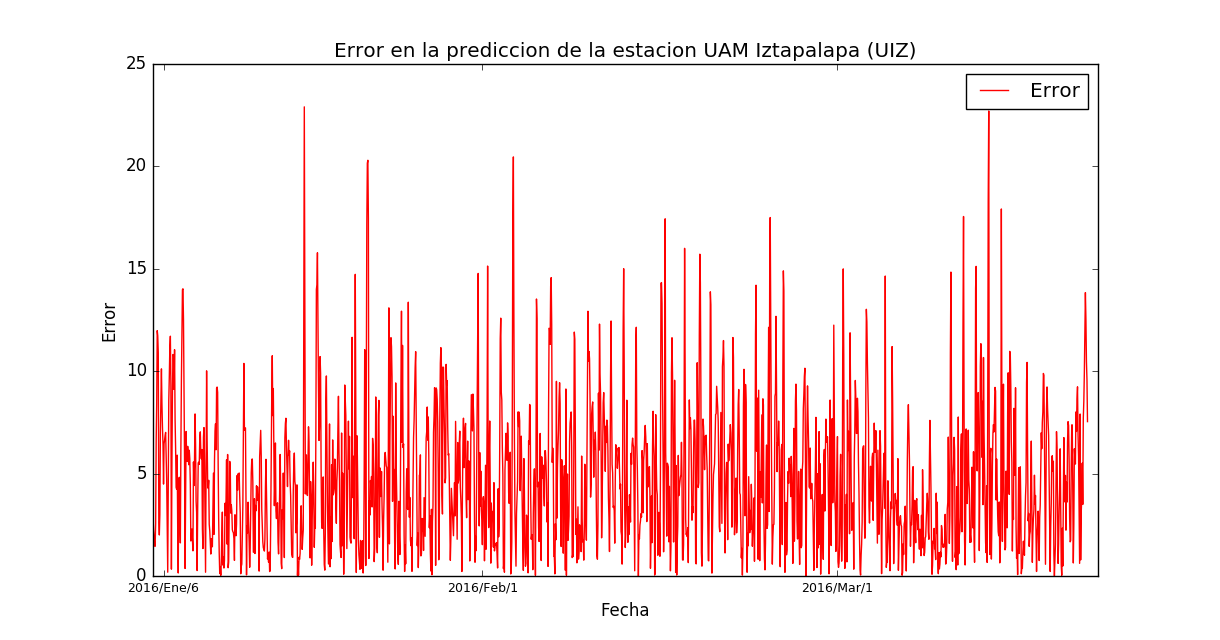 Error en la prediccion de la estacion UAM Iztapalapa (UIZ)
25
20
15
10
5
0
Error
Error
2016/Ene/6
2016/Feb/1
2016/Mar/1
Fecha